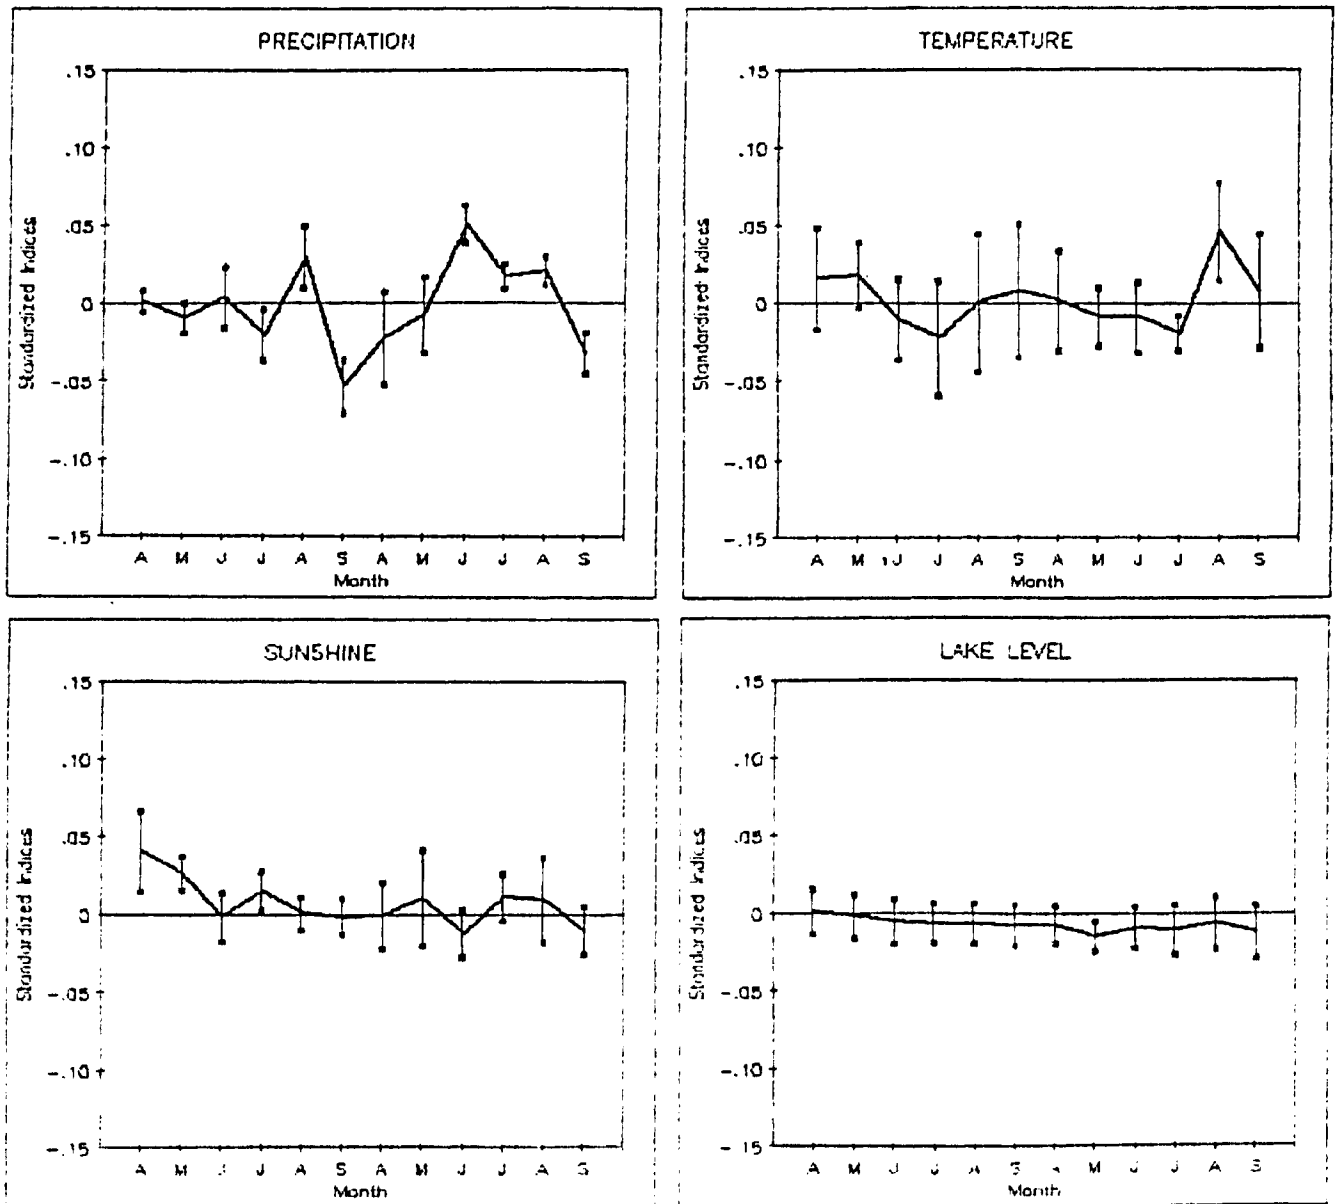 PRECIPITATION
.15
.10
.05
0
-.05
-.10
-.15
Standardized Indices
A M J J A S A M J J A S
Month
TEMPERATURE
.15
.10
.05
0
-.05
-.10
-.15
Standardized Indices
A M J J A S A M J J A S
Month
SUNSHINE
.15
.10
.05
0
-.05
-.10
-.15
Standardized Indices
A M J A S A M J J A S
Month
LAKE LEVEL
.15
.10
.05
0
-.05
-.10
-.15
Standardized Indices
A M J J A S A M J J A S
Month